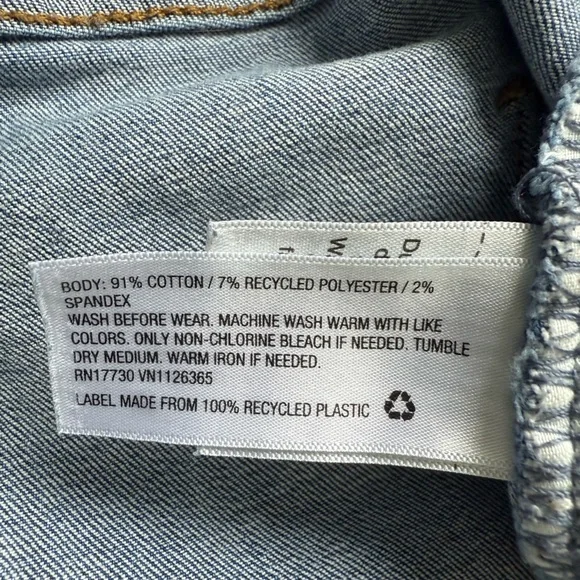 BODY: 91% COTTON / 7% RECYCLED POLYESTER / 2%
SPANDEX
WASH BEFORE WEAR. MACHINE WASH WARM WITH LIKE
COLORS. ONLY NON-CHLORINE BLEACH IF NEEDED. TUMBLE
DRY MEDIUM. WARM IRON IF NEEDED.
RN17730 VN1126365
LABEL MADE FROM 100% RECYCLED PLASTIC